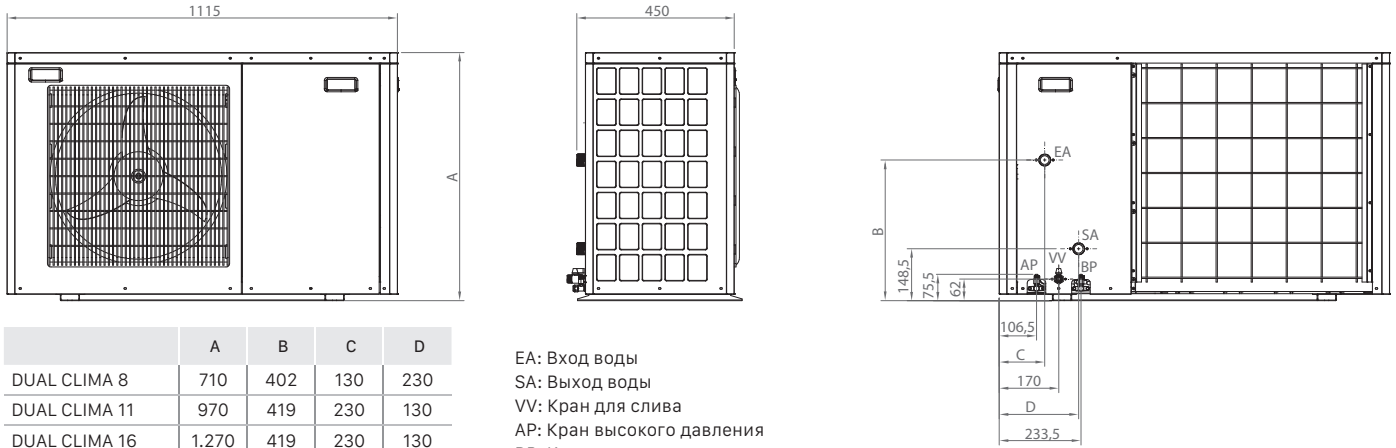 1115
450
A
EA
B
SA
VV
AP
BP
148,5
75,5
62
106,5
C
170
D
233,5
A B C D
DUAL CLIMA 8 710 402 130 230
DUAL CLIMA 11 970 419 230 130
DUAL CLIMA 16 1.270 419 230 130
EA: Вход воды
SA: Выход воды
VV: Кран для слива
AP: Кран высокого давления